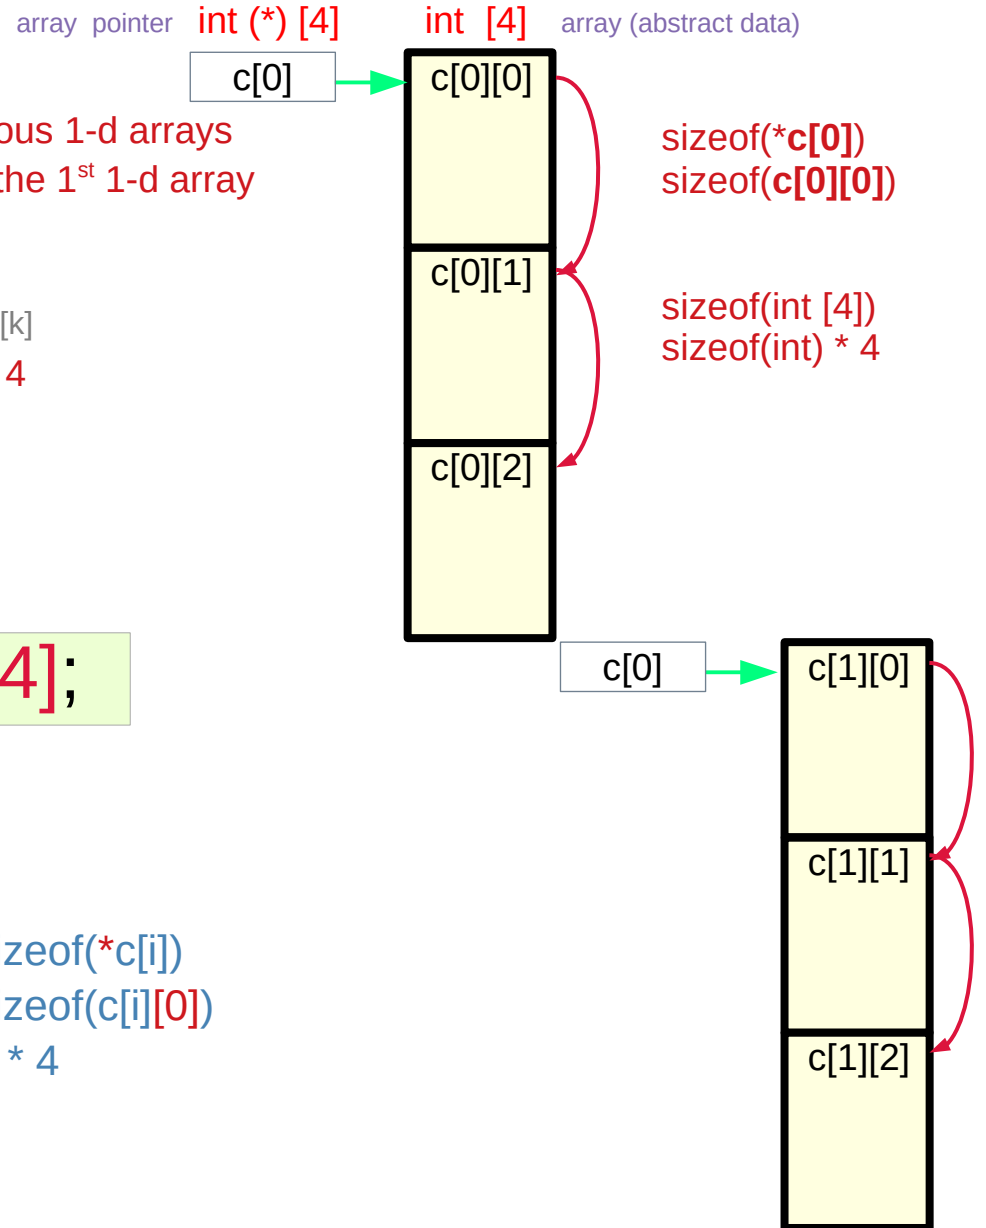 array pointer int (*) [4] int [4] array (abstract data)
c[0] c[0][0]
ous 1-d arrays
the 1st 1-d array
sizeof(*c[0])
sizeof(c[0][0])
c[0][1]
[k]
4
sizeof(int [4])
sizeof(int) * 4
c[0][2]
4];
c[0] c[1][0]
c[1][1]
zeof(*c[i])
zeof(c[i][0])
* 4
c[1][2]